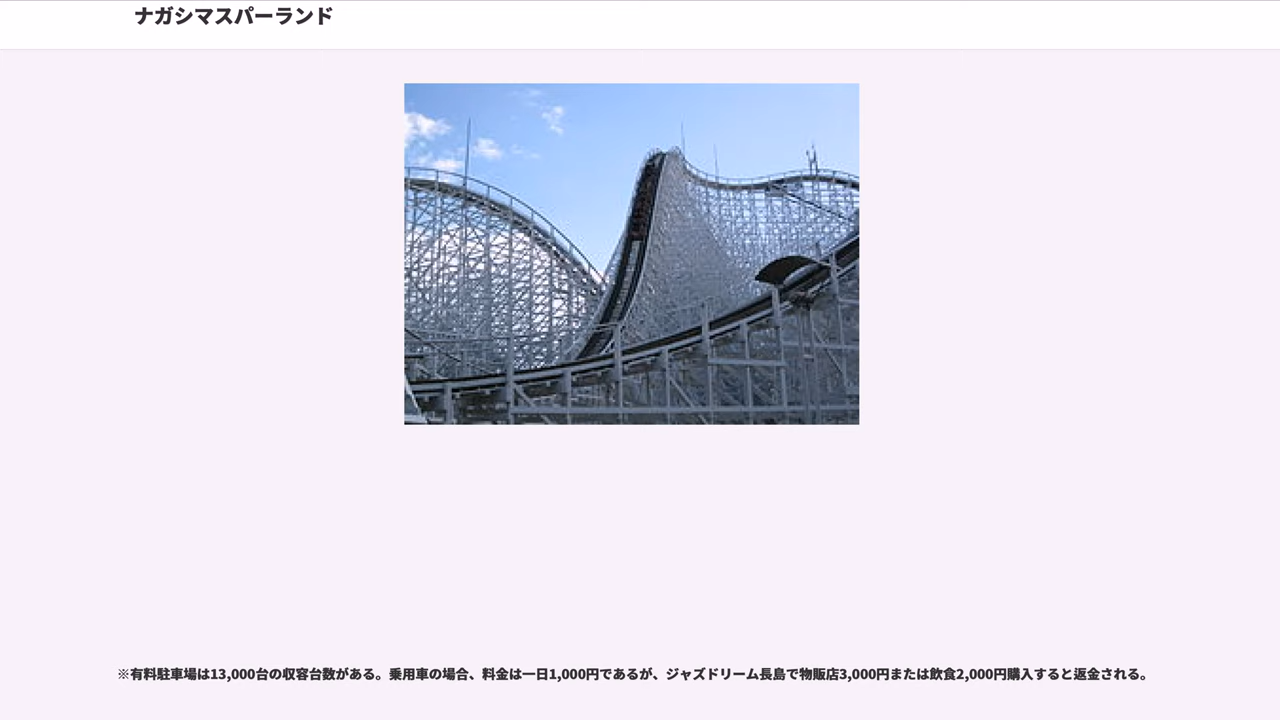 ナガシマスパーランド
※有料駐車場は13,000台の収容台数がある。乗用車の場合、料金は一日1,000円であるが、ジャズドリーム長島で物販店3,000円または飲食2,000円購入すると返金される。